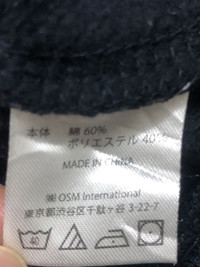 本体 綿 60%
ポリエステル 40%
MADE IN CHINA
㈱ OSM International
東京都渋谷区千駄ヶ谷 3-22-7
40